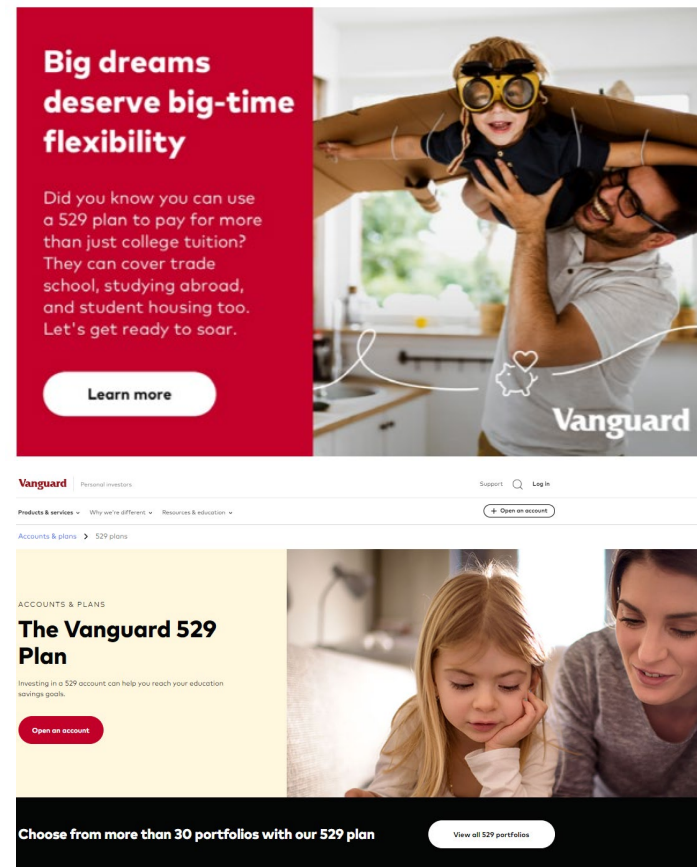 Big dreams
deserve big-time
flexibility
Did you know you can use
a 529 plan to pay for more
than just college tuition?
They can cover trade
school, studying abroad,
and student housing too.
Let's get ready to soar.
Learn more
Vanguard
Vanguard Personal investors
Support Log in
Products & services Why we're different Resources & education + Open an account
Accounts & plans > 529 plans
ACCOUNTS & PLANS
The Vanguard 529
Plan
Investing in a 529 account can help you reach your education
savings goals.
Open an account
Choose from more than 30 portfolios with our 529 plan View all 529 portfolios